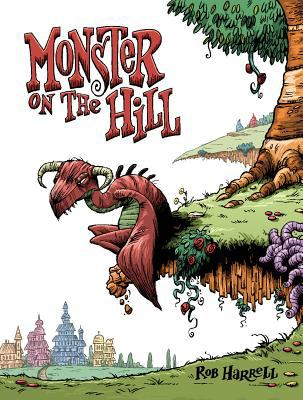 MONSTER
ON THE HILL
ROB HARRELL